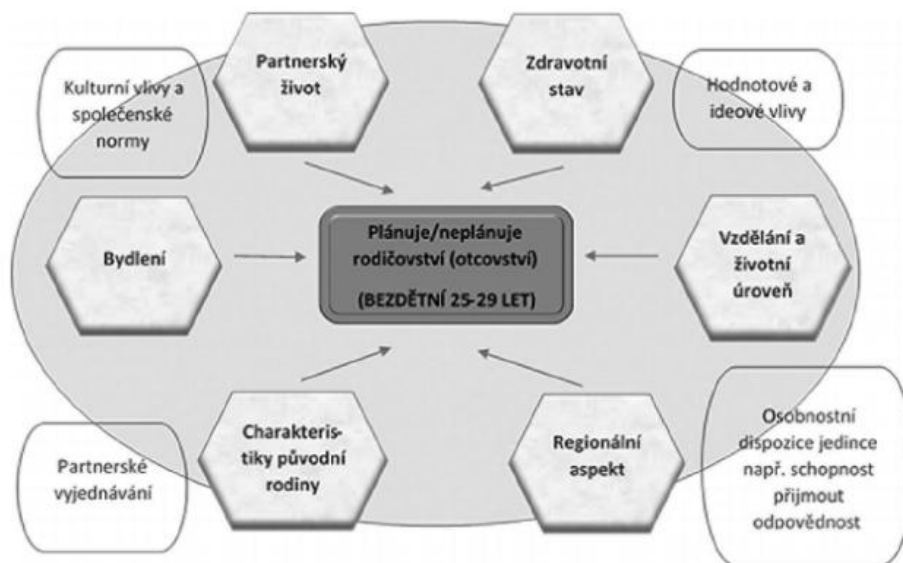 Partnerský
život
Zdravotní
stav
Kulturní vlivy a
společenské
normy
Hodnotové a
ideové vlivy
Bydlení
Plánuje/neplánuje
rodičovství (otcovství)
(BEZDĚTNÍ 25-29 LET)
Vzdělání a
životní
úroveň
Partnerské
vyjednávání
Charakteris-
tiky původní
rodiny
Regionální
aspekt
Osobnostní
dispozice jedince
např. schopnost
přijmout
odpovědnost